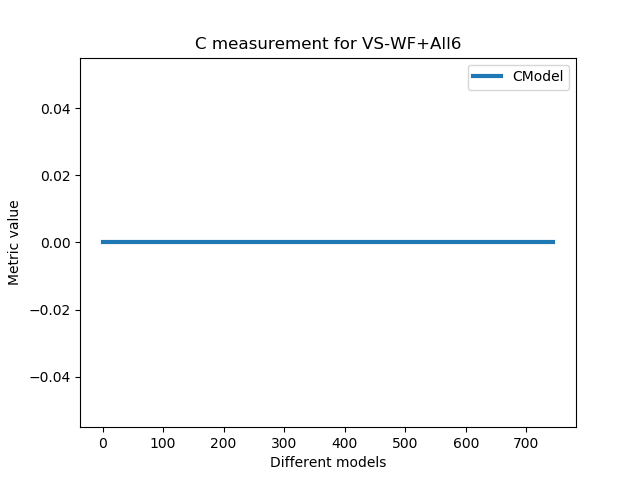 C measurement for VS-WF+All6
CModel
Metric value
0.04
0.02
0.00
−0.02
−0.04
0 100 200 300 400 500 600 700
Different models